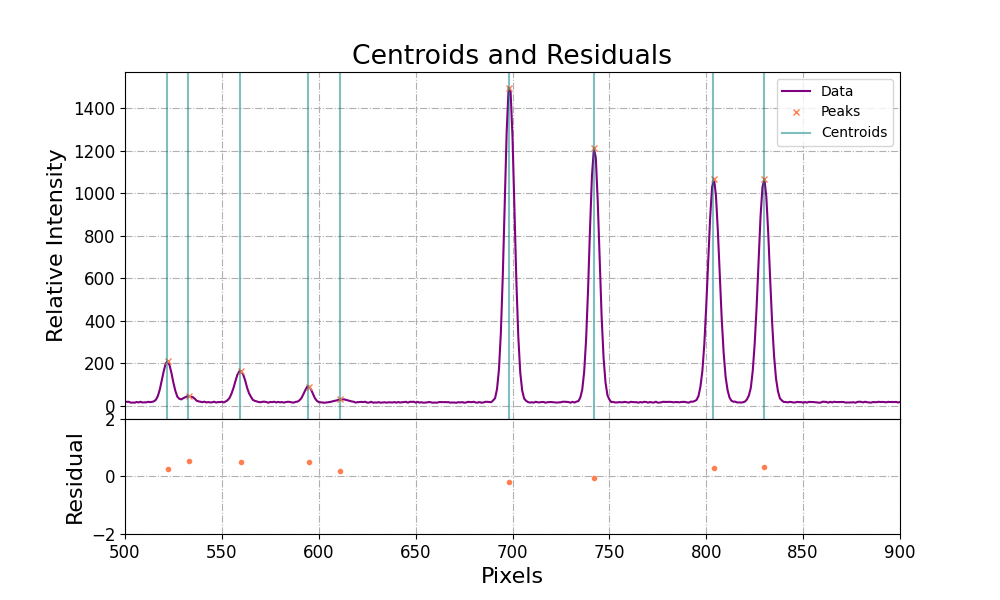 Centroids and Residuals
Relative Intensity
1400
1200
1000
800
600
400
200
0
Data
Peaks
Centroids
Residual
2
0
−2
500 550 600 650 700 750 800 850 900
Pixels